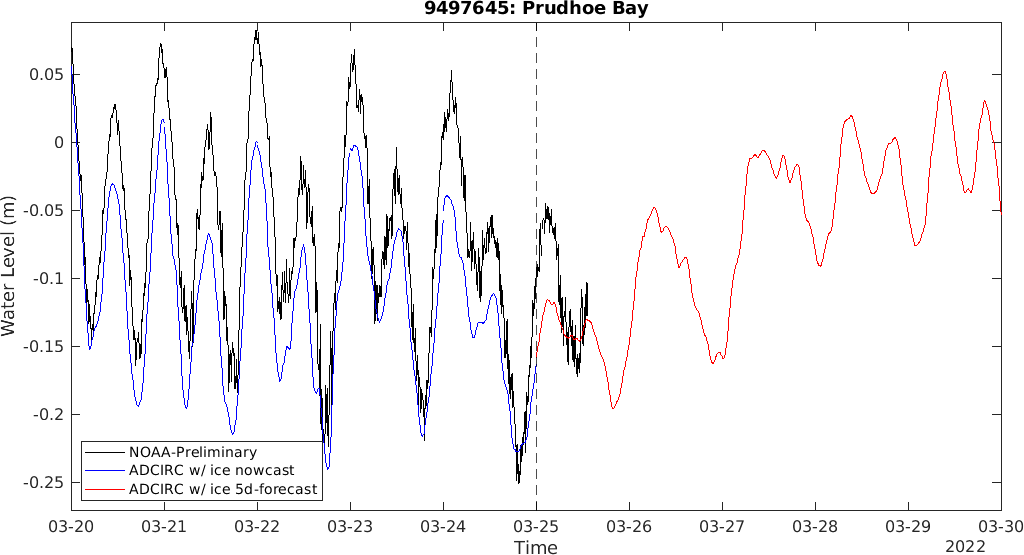 9497645: Prudhoe Bay
Water Level (m)
0.05
0
-0.05
-0.1
-0.15
-0.2
-0.25
NOAA-Preliminary
ADCIRC w/ ice nowcast
ADCIRC w/ ice 5d-forecast
03-20 03-21 03-22 03-23 03-24 03-25 03-26 03-27 03-28 03-29 03-30
Time
2022